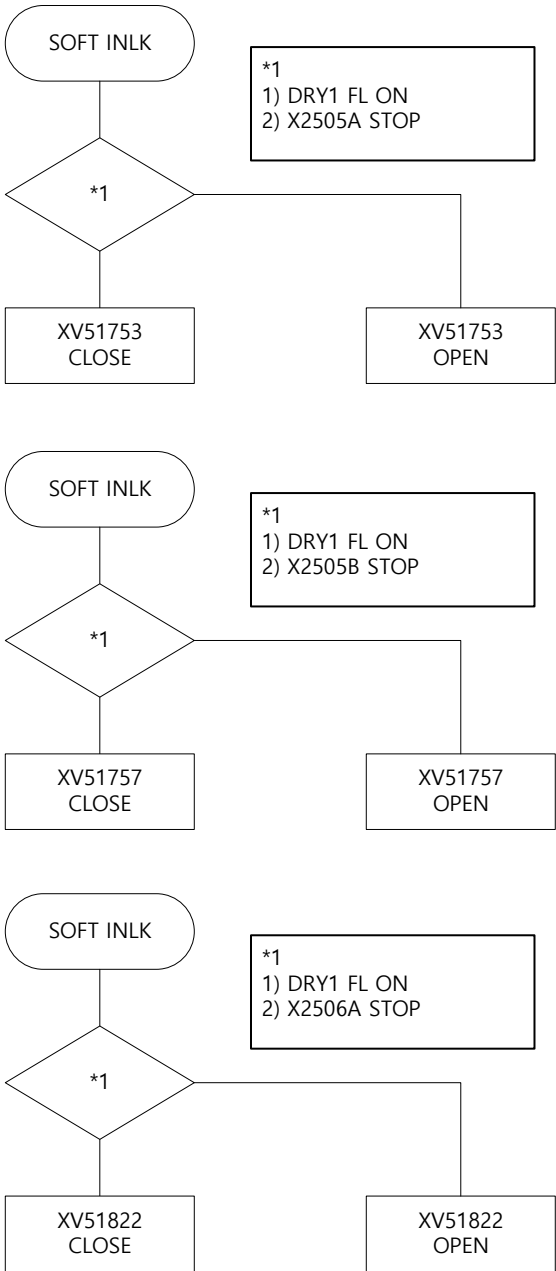 SOFT INLK
*1
1) DRY1 FL ON
2) X2505A STOP
*1
XV51753
CLOSE
XV51753
OPEN
SOFT INLK
*1
1) DRY1 FL ON
2) X2505B STOP
*1
XV51757
CLOSE
XV51757
OPEN
SOFT INLK
*1
1) DRY1 FL ON
2) X2506A STOP
*1
XV51822
CLOSE
XV51822
OPEN